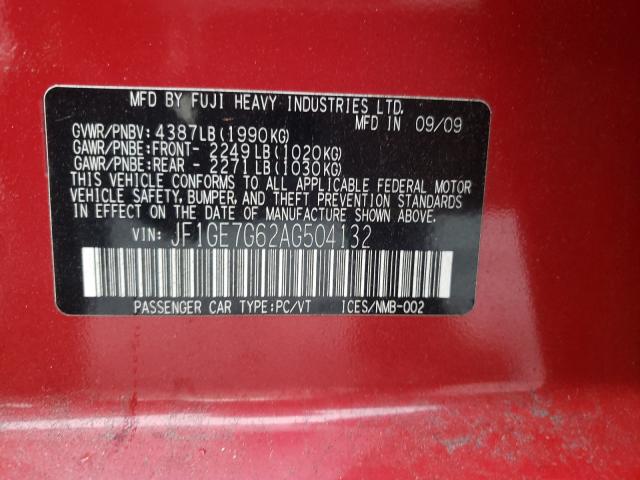 MFD BY FUJI HEAVY INDUSTRIES LTD.
MFD IN 09/09
GVWR/PNBV: 4387LB(1990KG)
GAWR/PNBE:FRONT- 2249LB(1020KG)
GAWR/PNBE:REAR - 2271LB(1030KG)
THIS VEHICLE CONFORMS TO ALL APPLICABLE FEDERAL MOTOR
VEHICLE SAFETY, BUMPER, AND THEFT PREVENTION STANDARDS
IN EFFECT ON THE DATE OF MANUFACTURE SHOWN ABOVE.
VIN: JF1GE7G62AG504132
PASSENGER CAR TYPE:PC/VT ICES/NMB-002